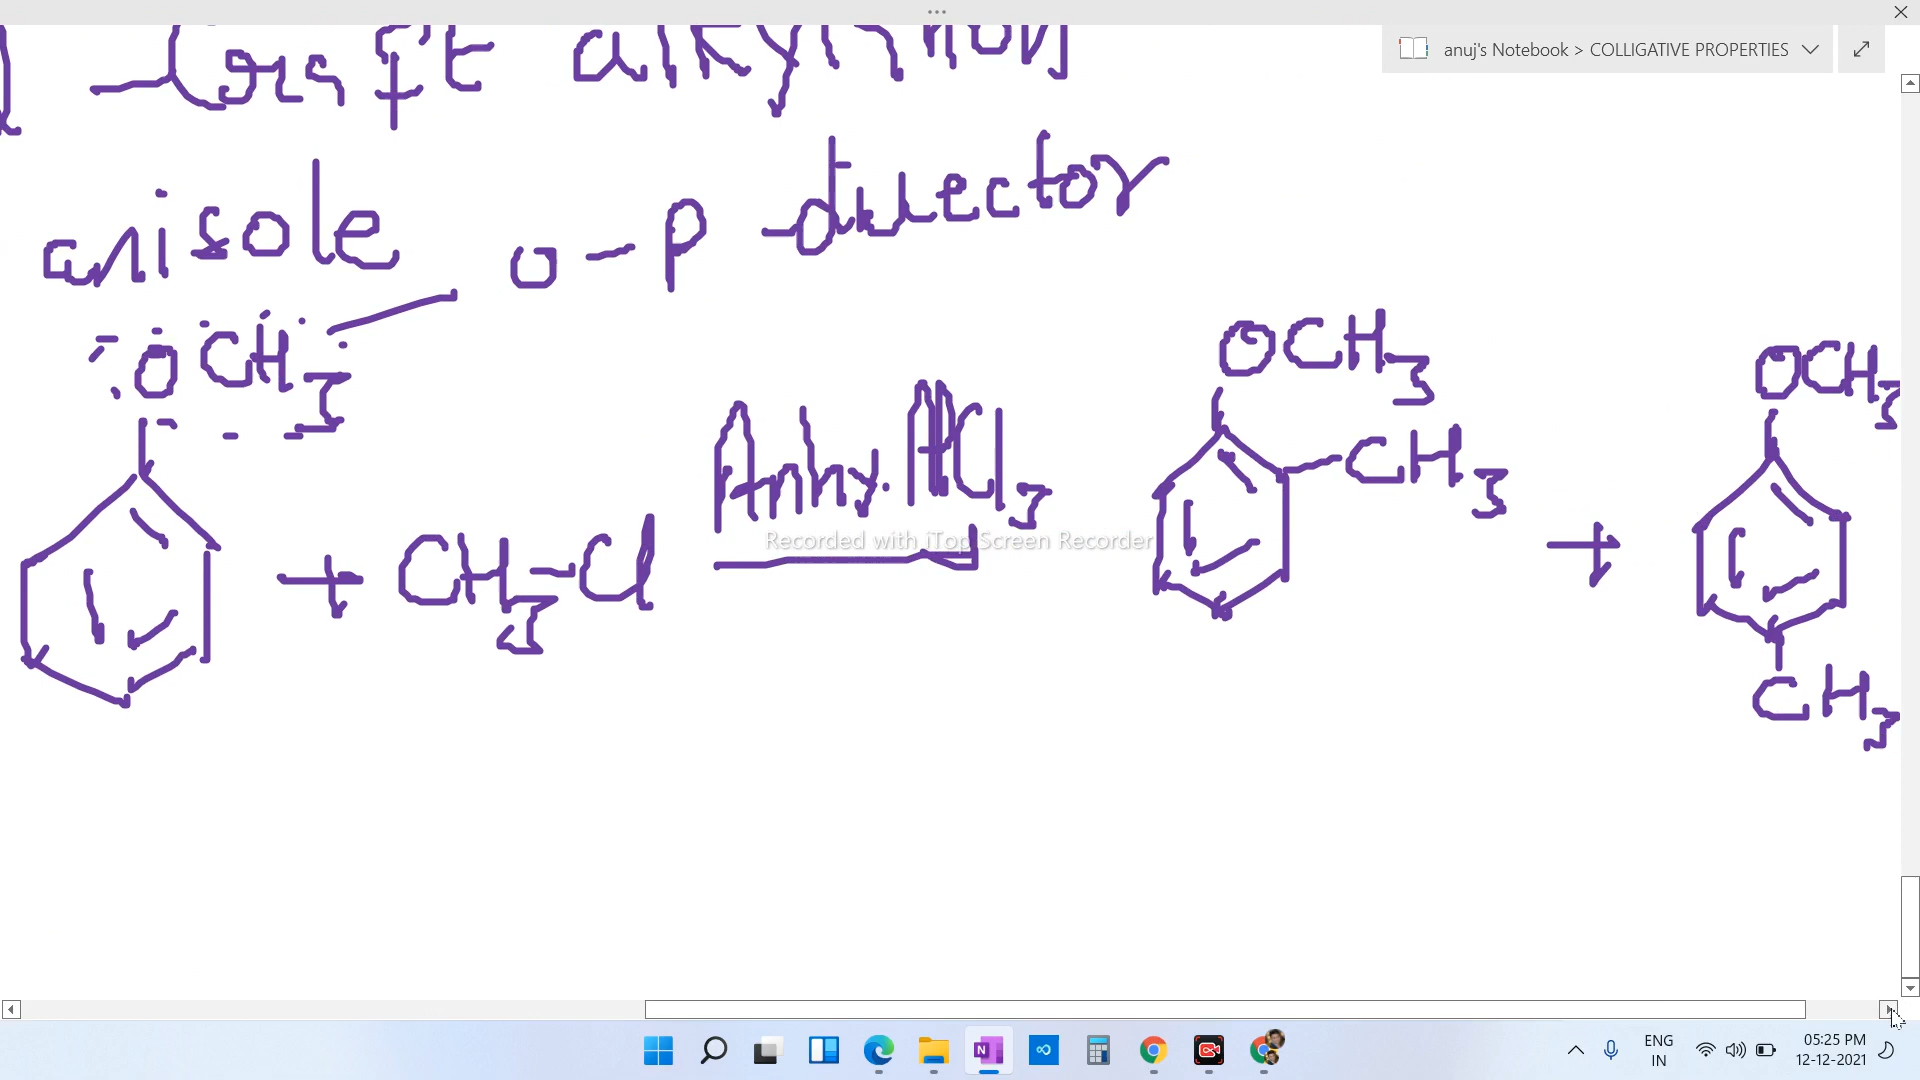 anuj's Notebook > COLLIGATIVE PROPERTIES
- Craft alkylation
anisole o-p-director
OCH3
+ CH3-Cl
Anhy. AlCl3
OCH3
CH3
+
OCH3
CH3
Recorded with iTop Screen Recorder
ENG
IN
05:25 PM
12-12-2021